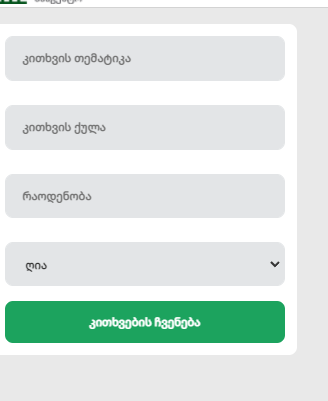 კითხვის თემატიკა
კითხვის ქულა
რაოდენობა
ღია
კითხვების ჩვენება